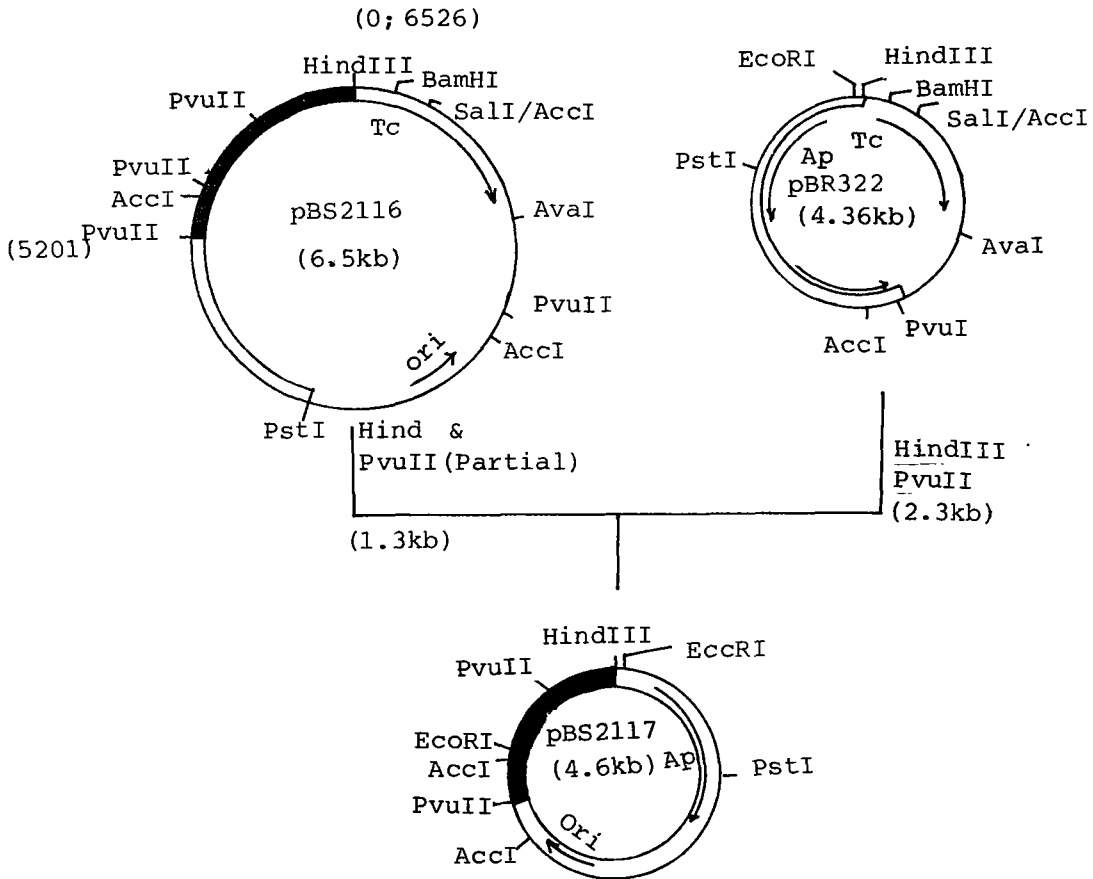 (0; 6526)
HindIII
BamHI
SalI/AccI
PvuII
Tc
PvuII
AccI
PvuII
(5201)
pBS2116
(6.5kb)
AvaI
PvuII
AccI
ori
PstI
EcoRI
HindIII
BamHI
SalI/AccI
PstI
Ap
Tc
pBR322
(4.36kb)
AvaI
PvuI
AccI
Hind &
PvuII (Partial)
(1.3kb)
HindIII
PvuII
(2.3kb)
HindIII
EccRI
PvuII
EcoRI
AccI
PvuII
AccI
pBS2117
(4.6kb)
Ap
PstI
Ori